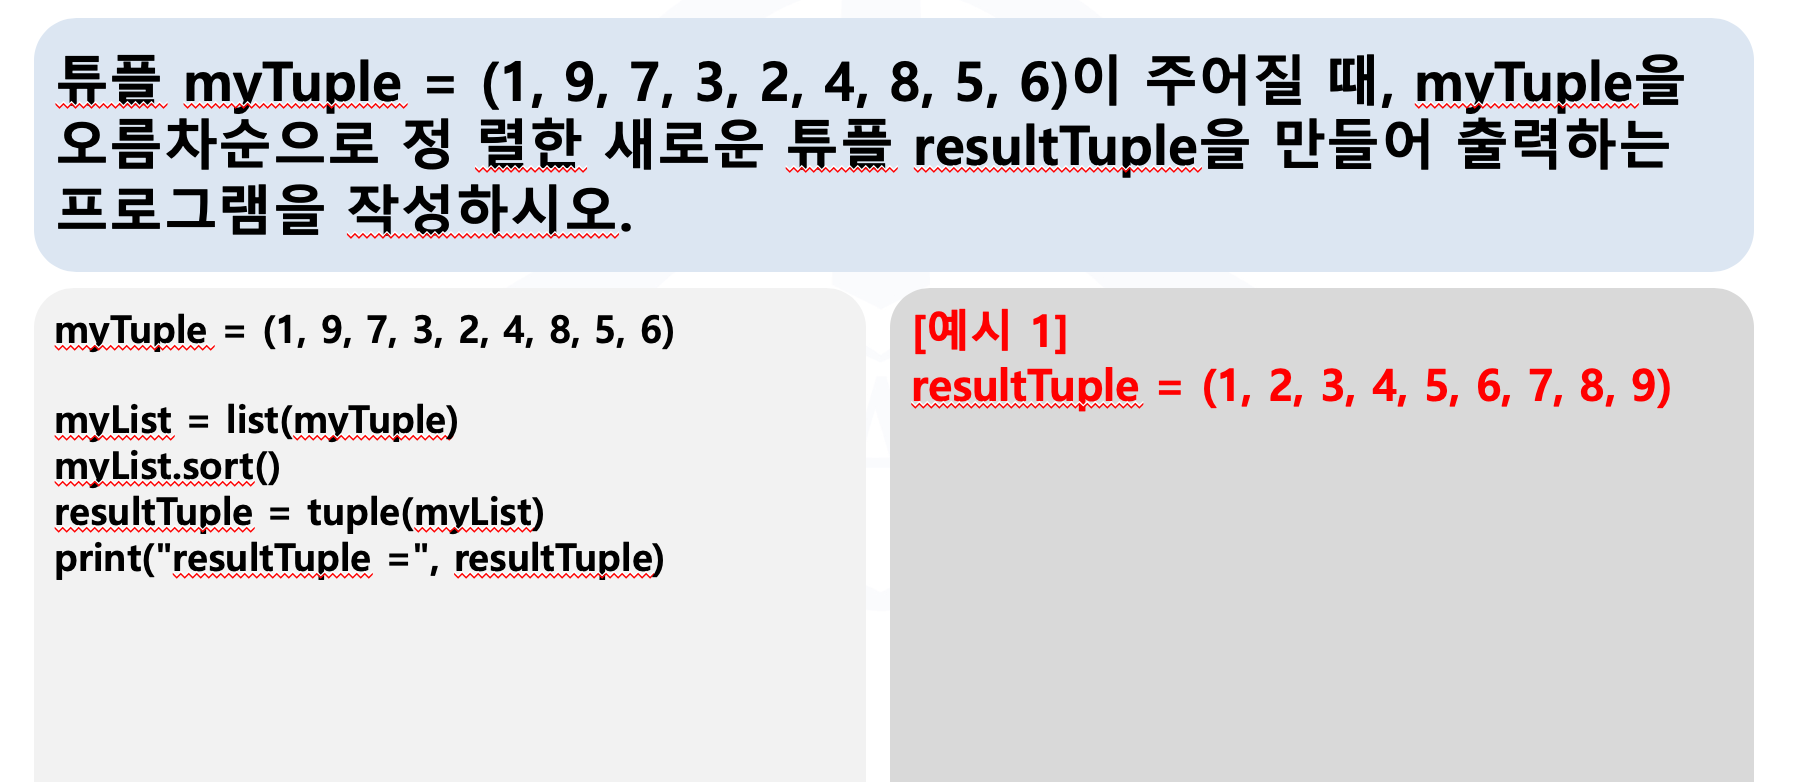 튜플 myTuple = (1, 9, 7, 3, 2, 4, 8, 5, 6)이 주어질 때, myTuple을
오름차순으로 정 렬한 새로운 튜플 resultTuple을 만들어 출력하는
프로그램을 작성하시오.
myTuple = (1, 9, 7, 3, 2, 4, 8, 5, 6)
myList = list(myTuple)
myList.sort()
resultTuple = tuple(myList)
print("resultTuple =", resultTuple)
[예시 1]
resultTuple = (1, 2, 3, 4, 5, 6, 7, 8, 9)